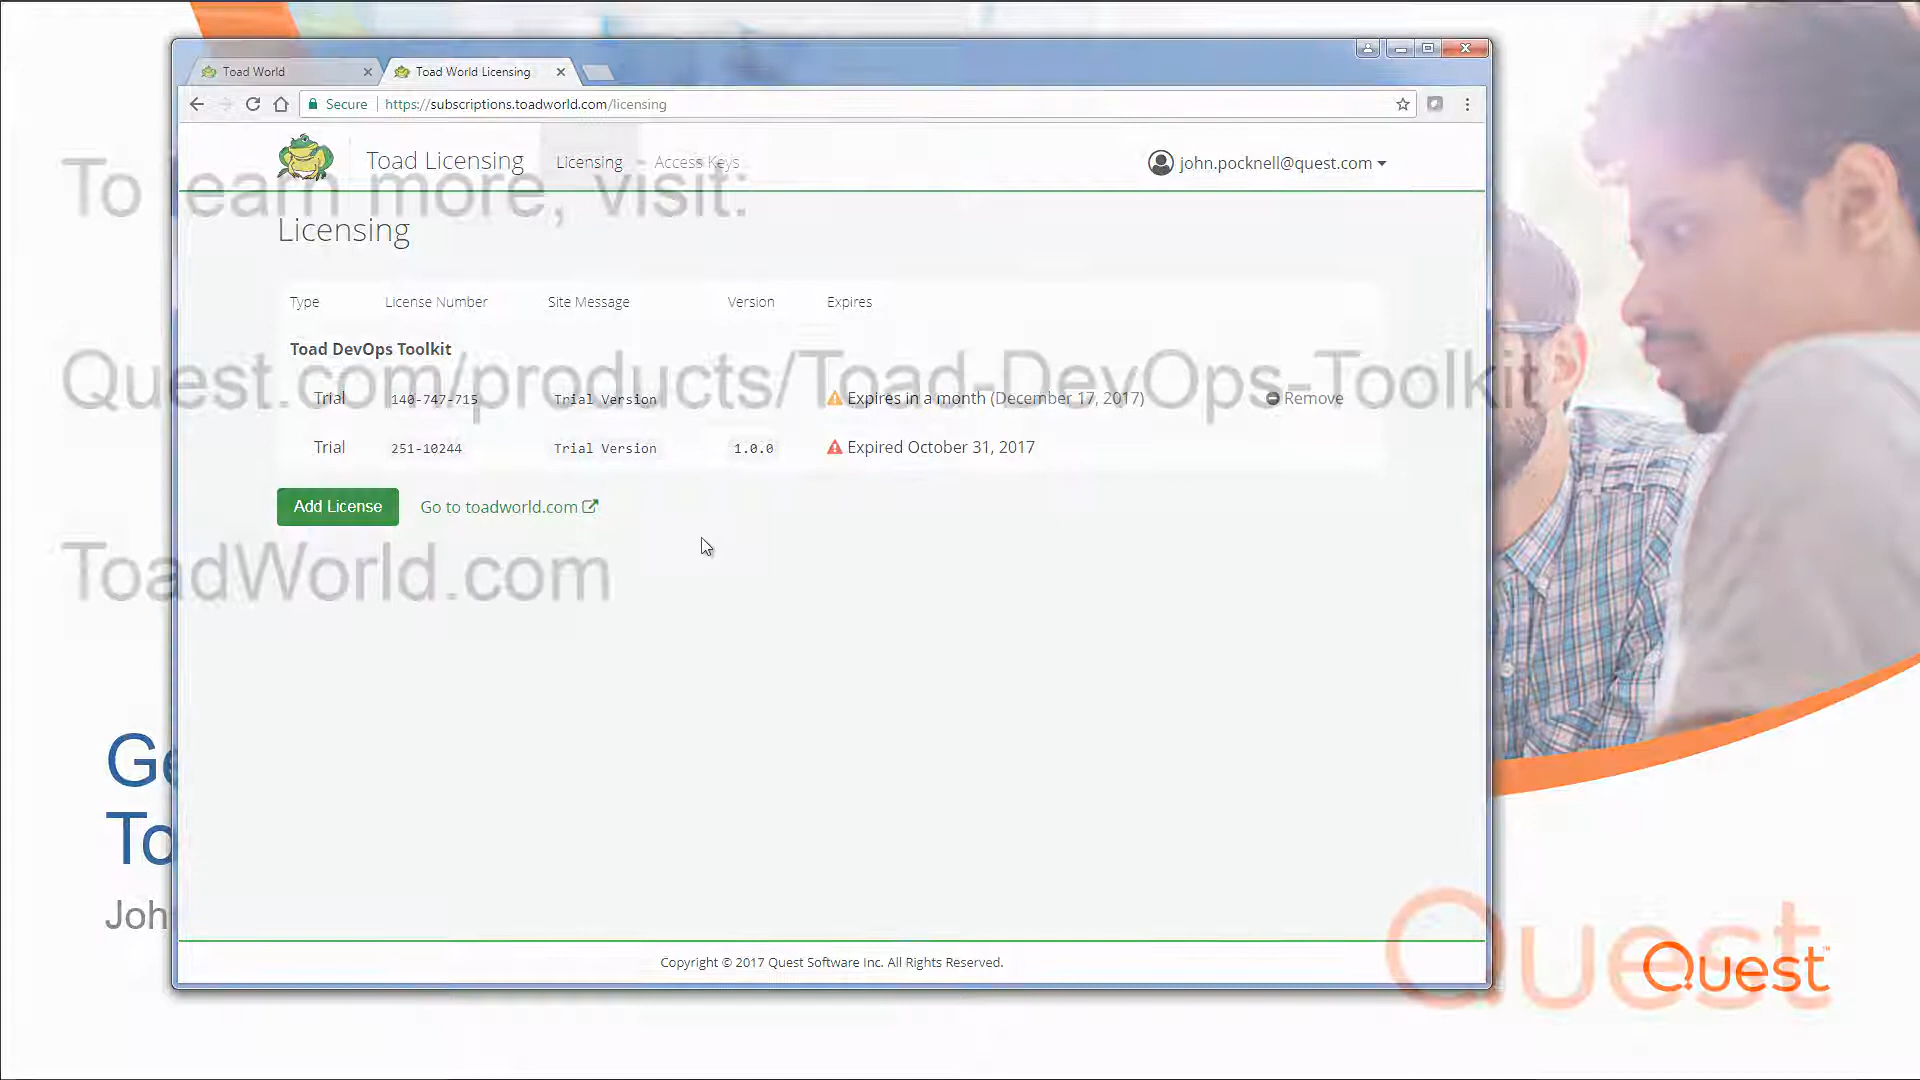 Toad World
Toad World Licensing
Secure
https://subscriptions.toadworld.com/licensing
Toad Licensing
Licensing
Access Keys
john.pocknell@quest.com
To learn more, visit:
Licensing
Type
License Number
Site Message
Version
Expires
Toad DevOps Toolkit
Quest.com/products/Toad-DevOps-Toolkit
Trial
140-747-715
Trial Version
Expires in a month (December 17, 2017)
Remove
Trial
251-10244
Trial Version
1.0.0
Expired October 31, 2017
Add License
Go to toadworld.com
ToadWorld.com
Copyright © 2017 Quest Software Inc. All Rights Reserved.
Quest
Quest™